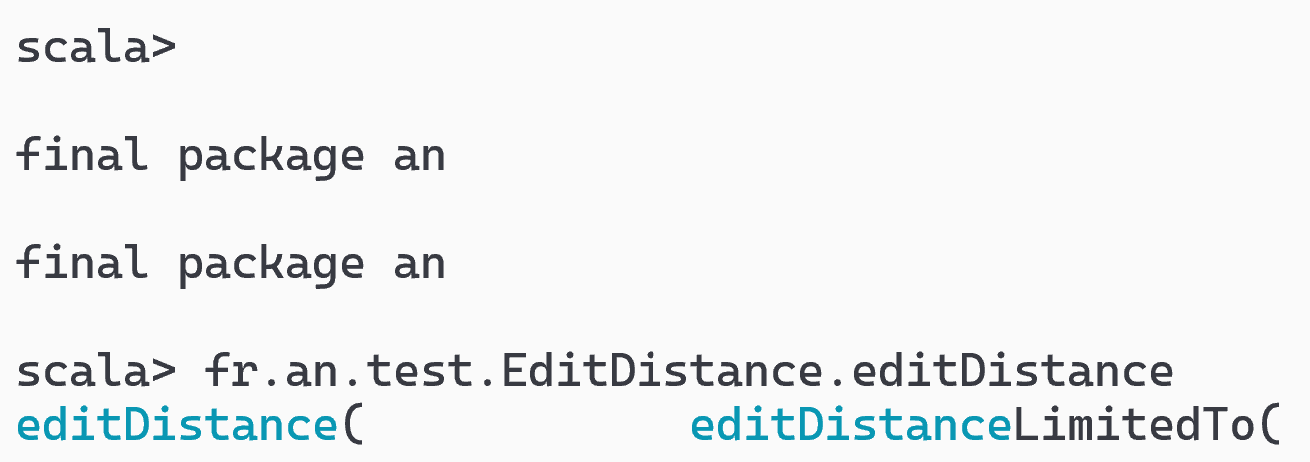 scala>
final package an
final package an
scala> fr.an.test.EditDistance.editDistance
editDistance( editDistanceLimitedTo(